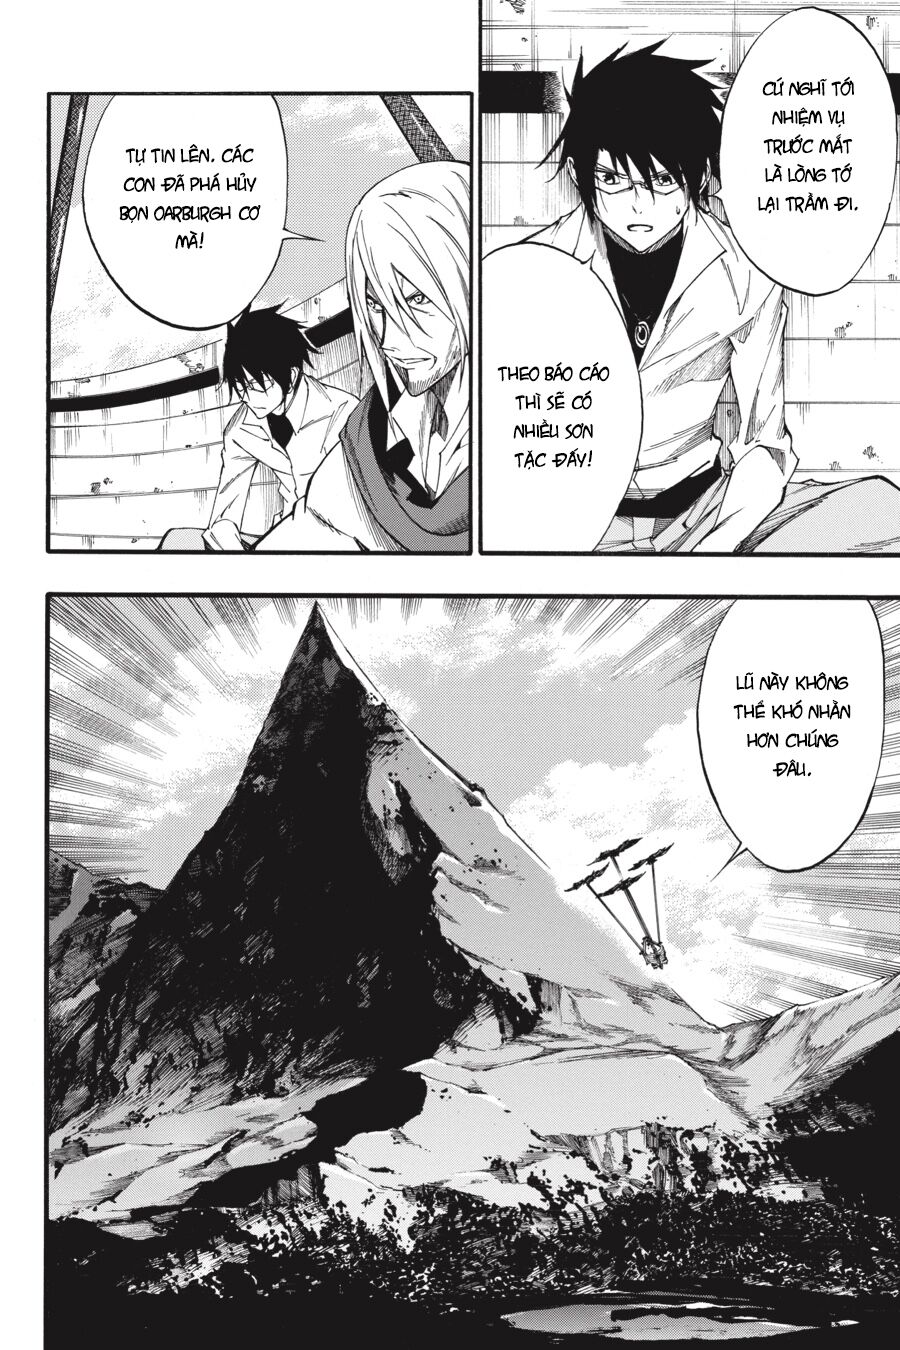 CỨ NGHĨ TỚI
NHIỆM VỤ
TRƯỚC MẮT
LÀ LÒNG TỚ
LẠI TRẦM ĐI.
THEO BÁO CÁO
THÌ SẼ CÓ
NHIỀU SƠN
TẶC ĐẤY!
TỰ TIN LÊN, CÁC
CON ĐÃ PHÁ HỦY
BỌN OARBURGH CƠ
MÀ!
LŨ NÀY KHÔNG
THỂ KHÓ NHẰN
HƠN CHÚNG
ĐÂU.